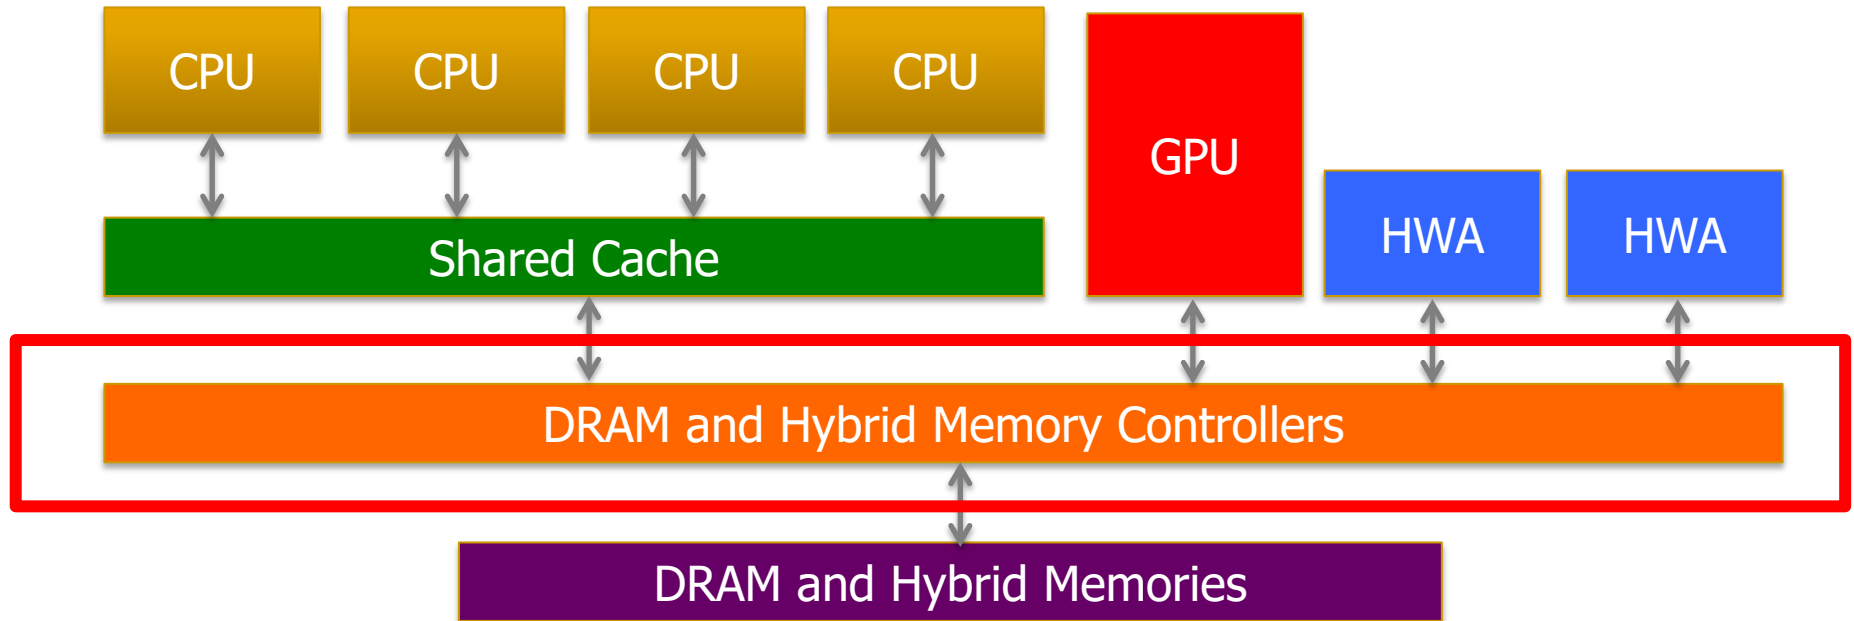 CPU
CPU
CPU
CPU
GPU
HWA
HWA
Shared Cache
DRAM and Hybrid Memory Controllers
DRAM and Hybrid Memories